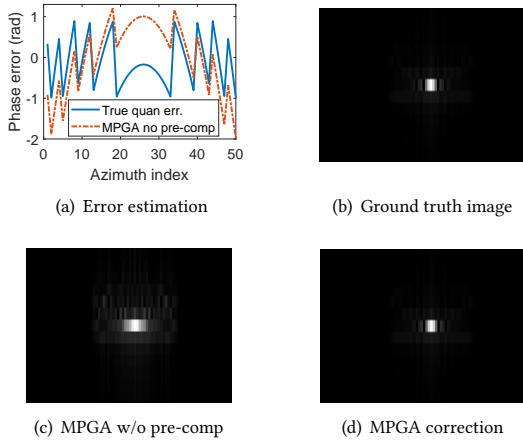 1
0
-1
-2
Phase error (rad)
True quan err.
MPGA no pre-comp
0 10 20 30 40 50
Azimuth index
(a) Error estimation
(b) Ground truth image
(c) MPGA w/o pre-comp
(d) MPGA correction